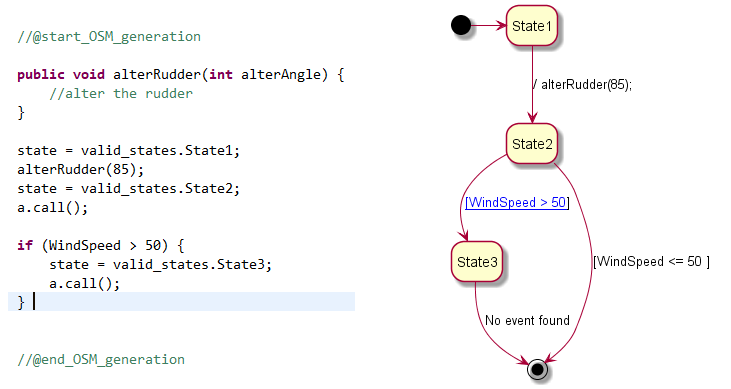 //@start_OSM_generation
public void alterRudder(int alterAngle) {
//alter the rudder
}
state = valid_states.State1;
alterRudder(85);
state = valid_states.State2;
a.call();
if (WindSpeed > 50) {
state = valid_states.State3;
a.call();
}
//@end_OSM_generation
State1
/ alterRudder(85);
State2
[WindSpeed > 50]
State3
[WindSpeed <= 50 ]
No event found